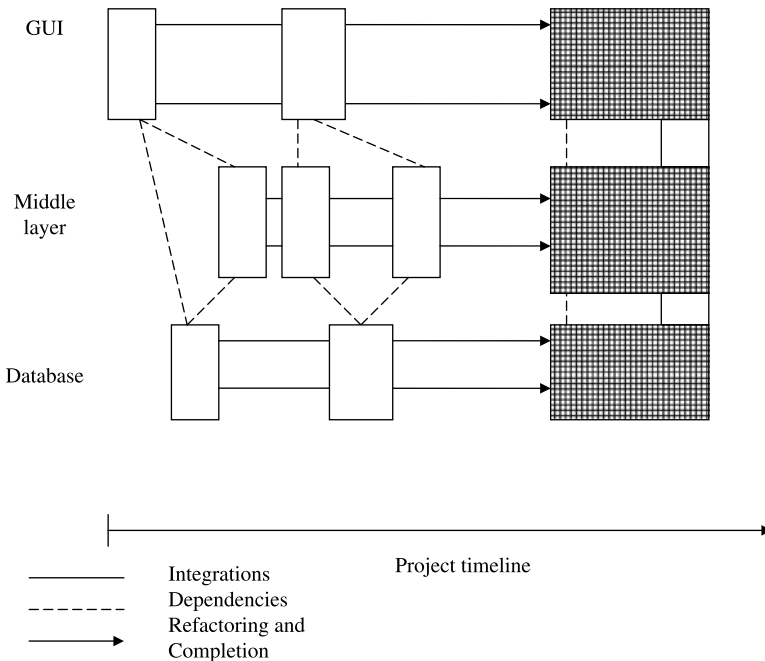 GUI
Middle
layer
Database
Project timeline
Integrations
Dependencies
Refactoring and
Completion